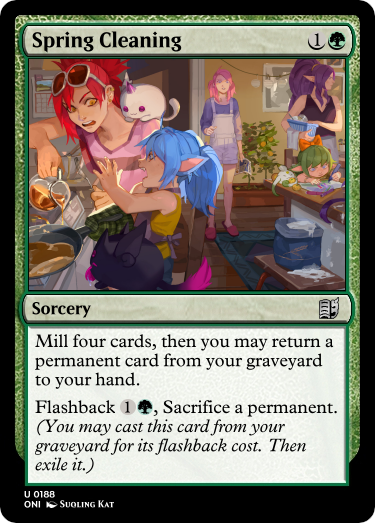 Spring Cleaning 1
Sorcery
Mill four cards, then you may return a
permanent card from your graveyard
to your hand.
Flashback 1, Sacrifice a permanent.
(You may cast this card from your
graveyard for its flashback cost. Then
exile it.)
U 0188
ONI Suoling Kat